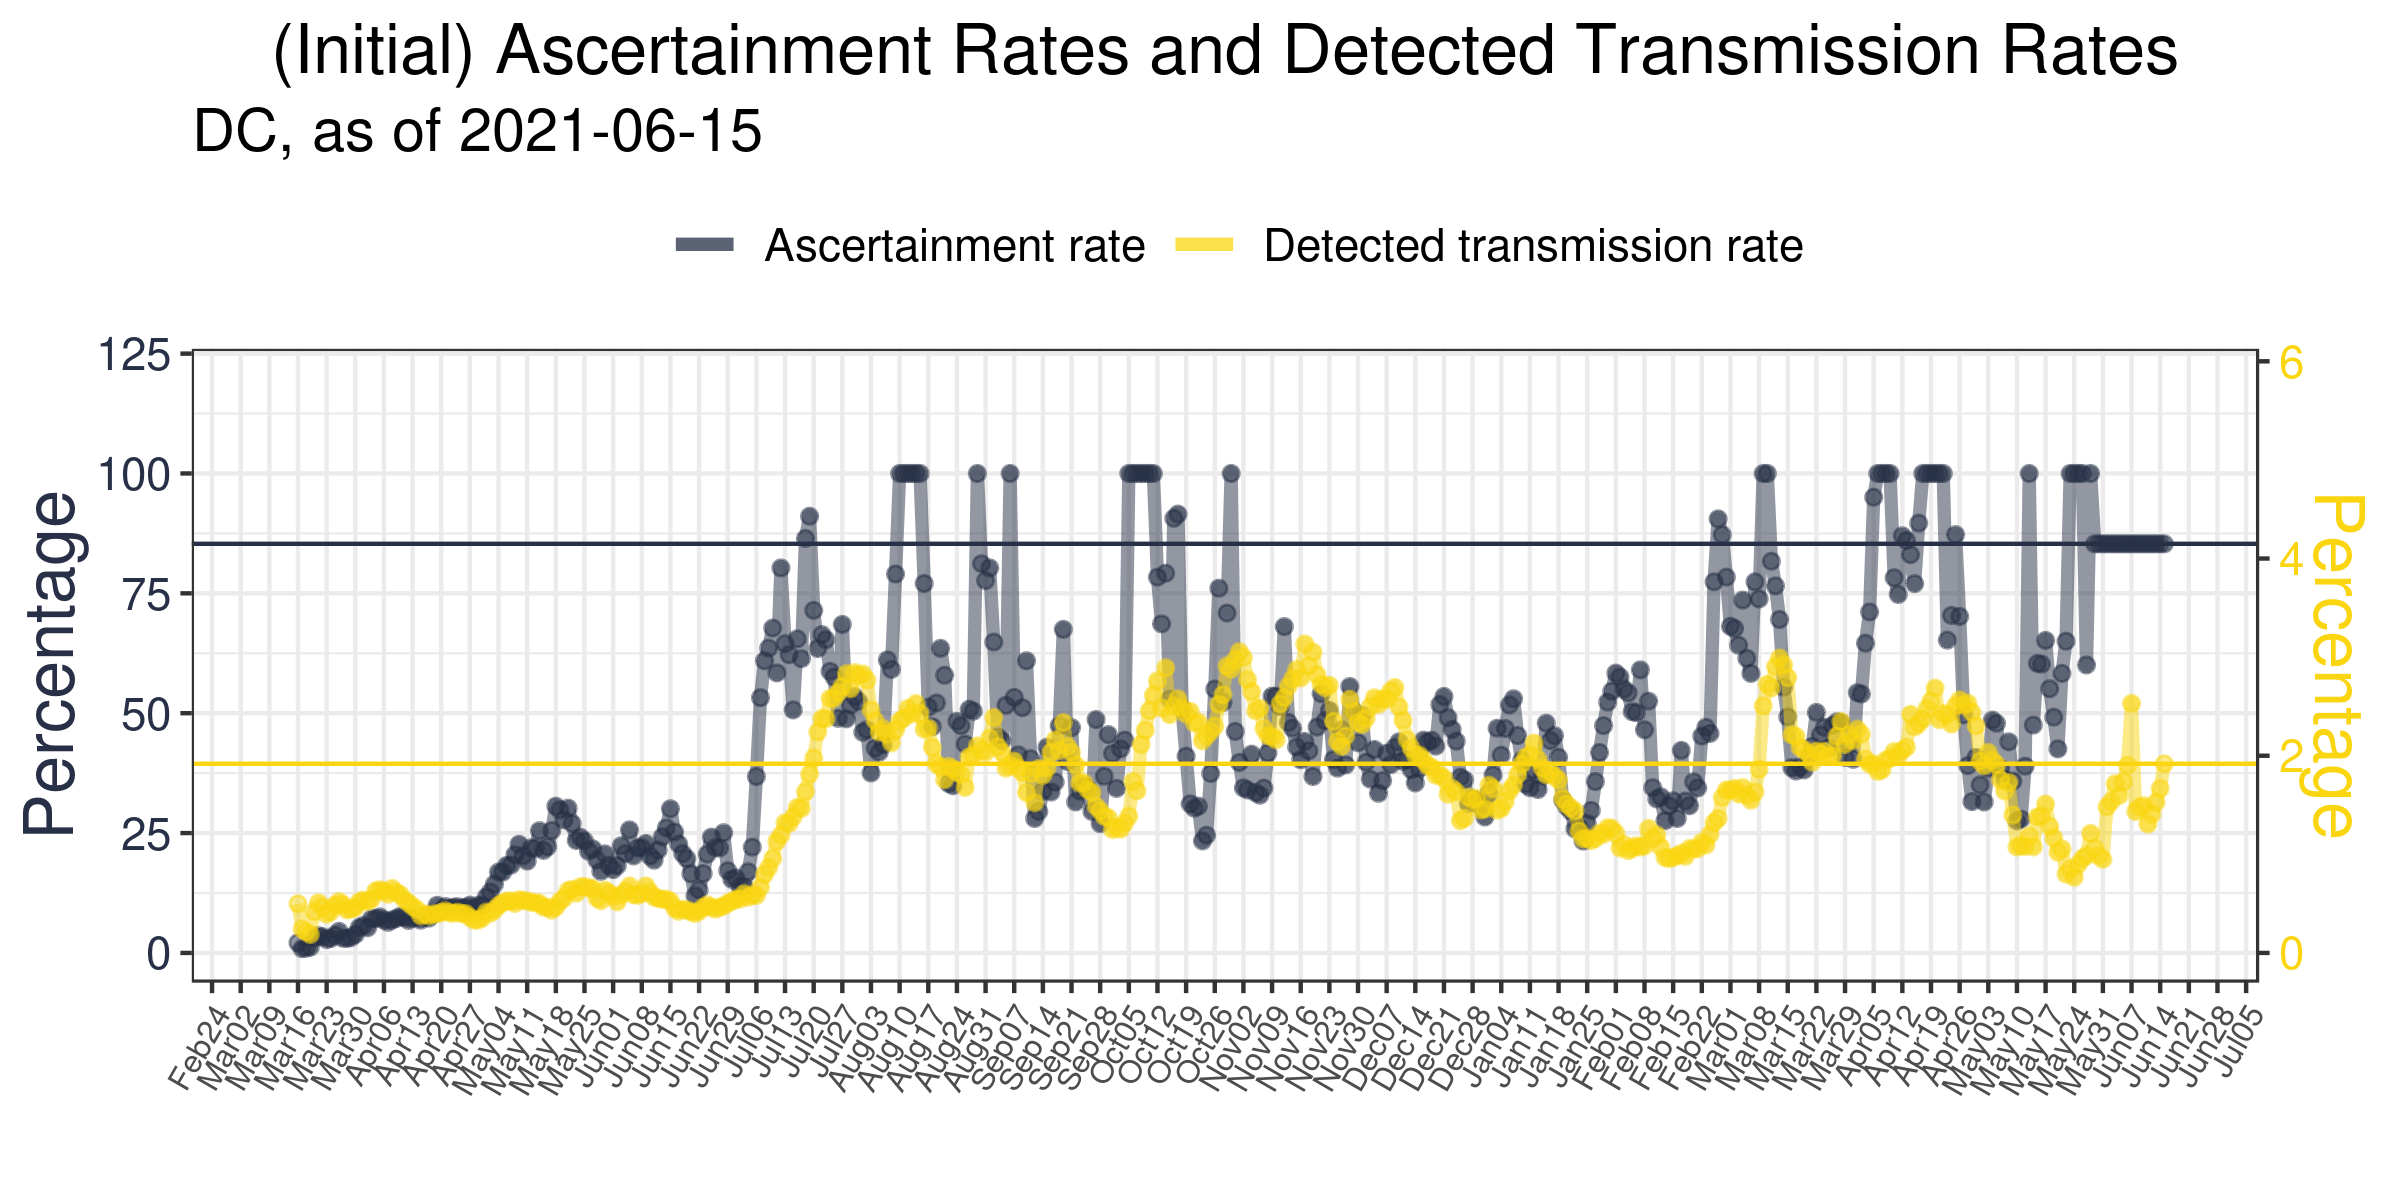 (Initial) Ascertainment Rates and Detected Transmission Rates
DC, as of 2021-06-15
Ascertainment rate
Detected transmission rate
125
100
75
50
25
0
Percentage
6
4
2
0
Percentage
Feb24
Mar02
Mar09
Mar16
Mar23
Mar30
Apr06
Apr13
Apr20
Apr27
May04
May11
May18
May25
Jun01
Jun08
Jun15
Jun22
Jun29
Jul06
Jul13
Jul20
Jul27
Aug03
Aug10
Aug17
Aug24
Aug31
Sep07
Sep14
Sep21
Sep28
Oct05
Oct12
Oct19
Oct26
Nov02
Nov09
Nov16
Nov23
Nov30
Dec07
Dec14
Dec21
Dec28
Jan04
Jan11
Jan18
Jan25
Feb01
Feb08
Feb15
Feb22
Mar01
Mar08
Mar15
Mar22
Mar29
Apr05
Apr12
Apr19
Apr26
May03
May10
May17
May24
May31
Jun07
Jun14
Jun21
Jun28
Jul05